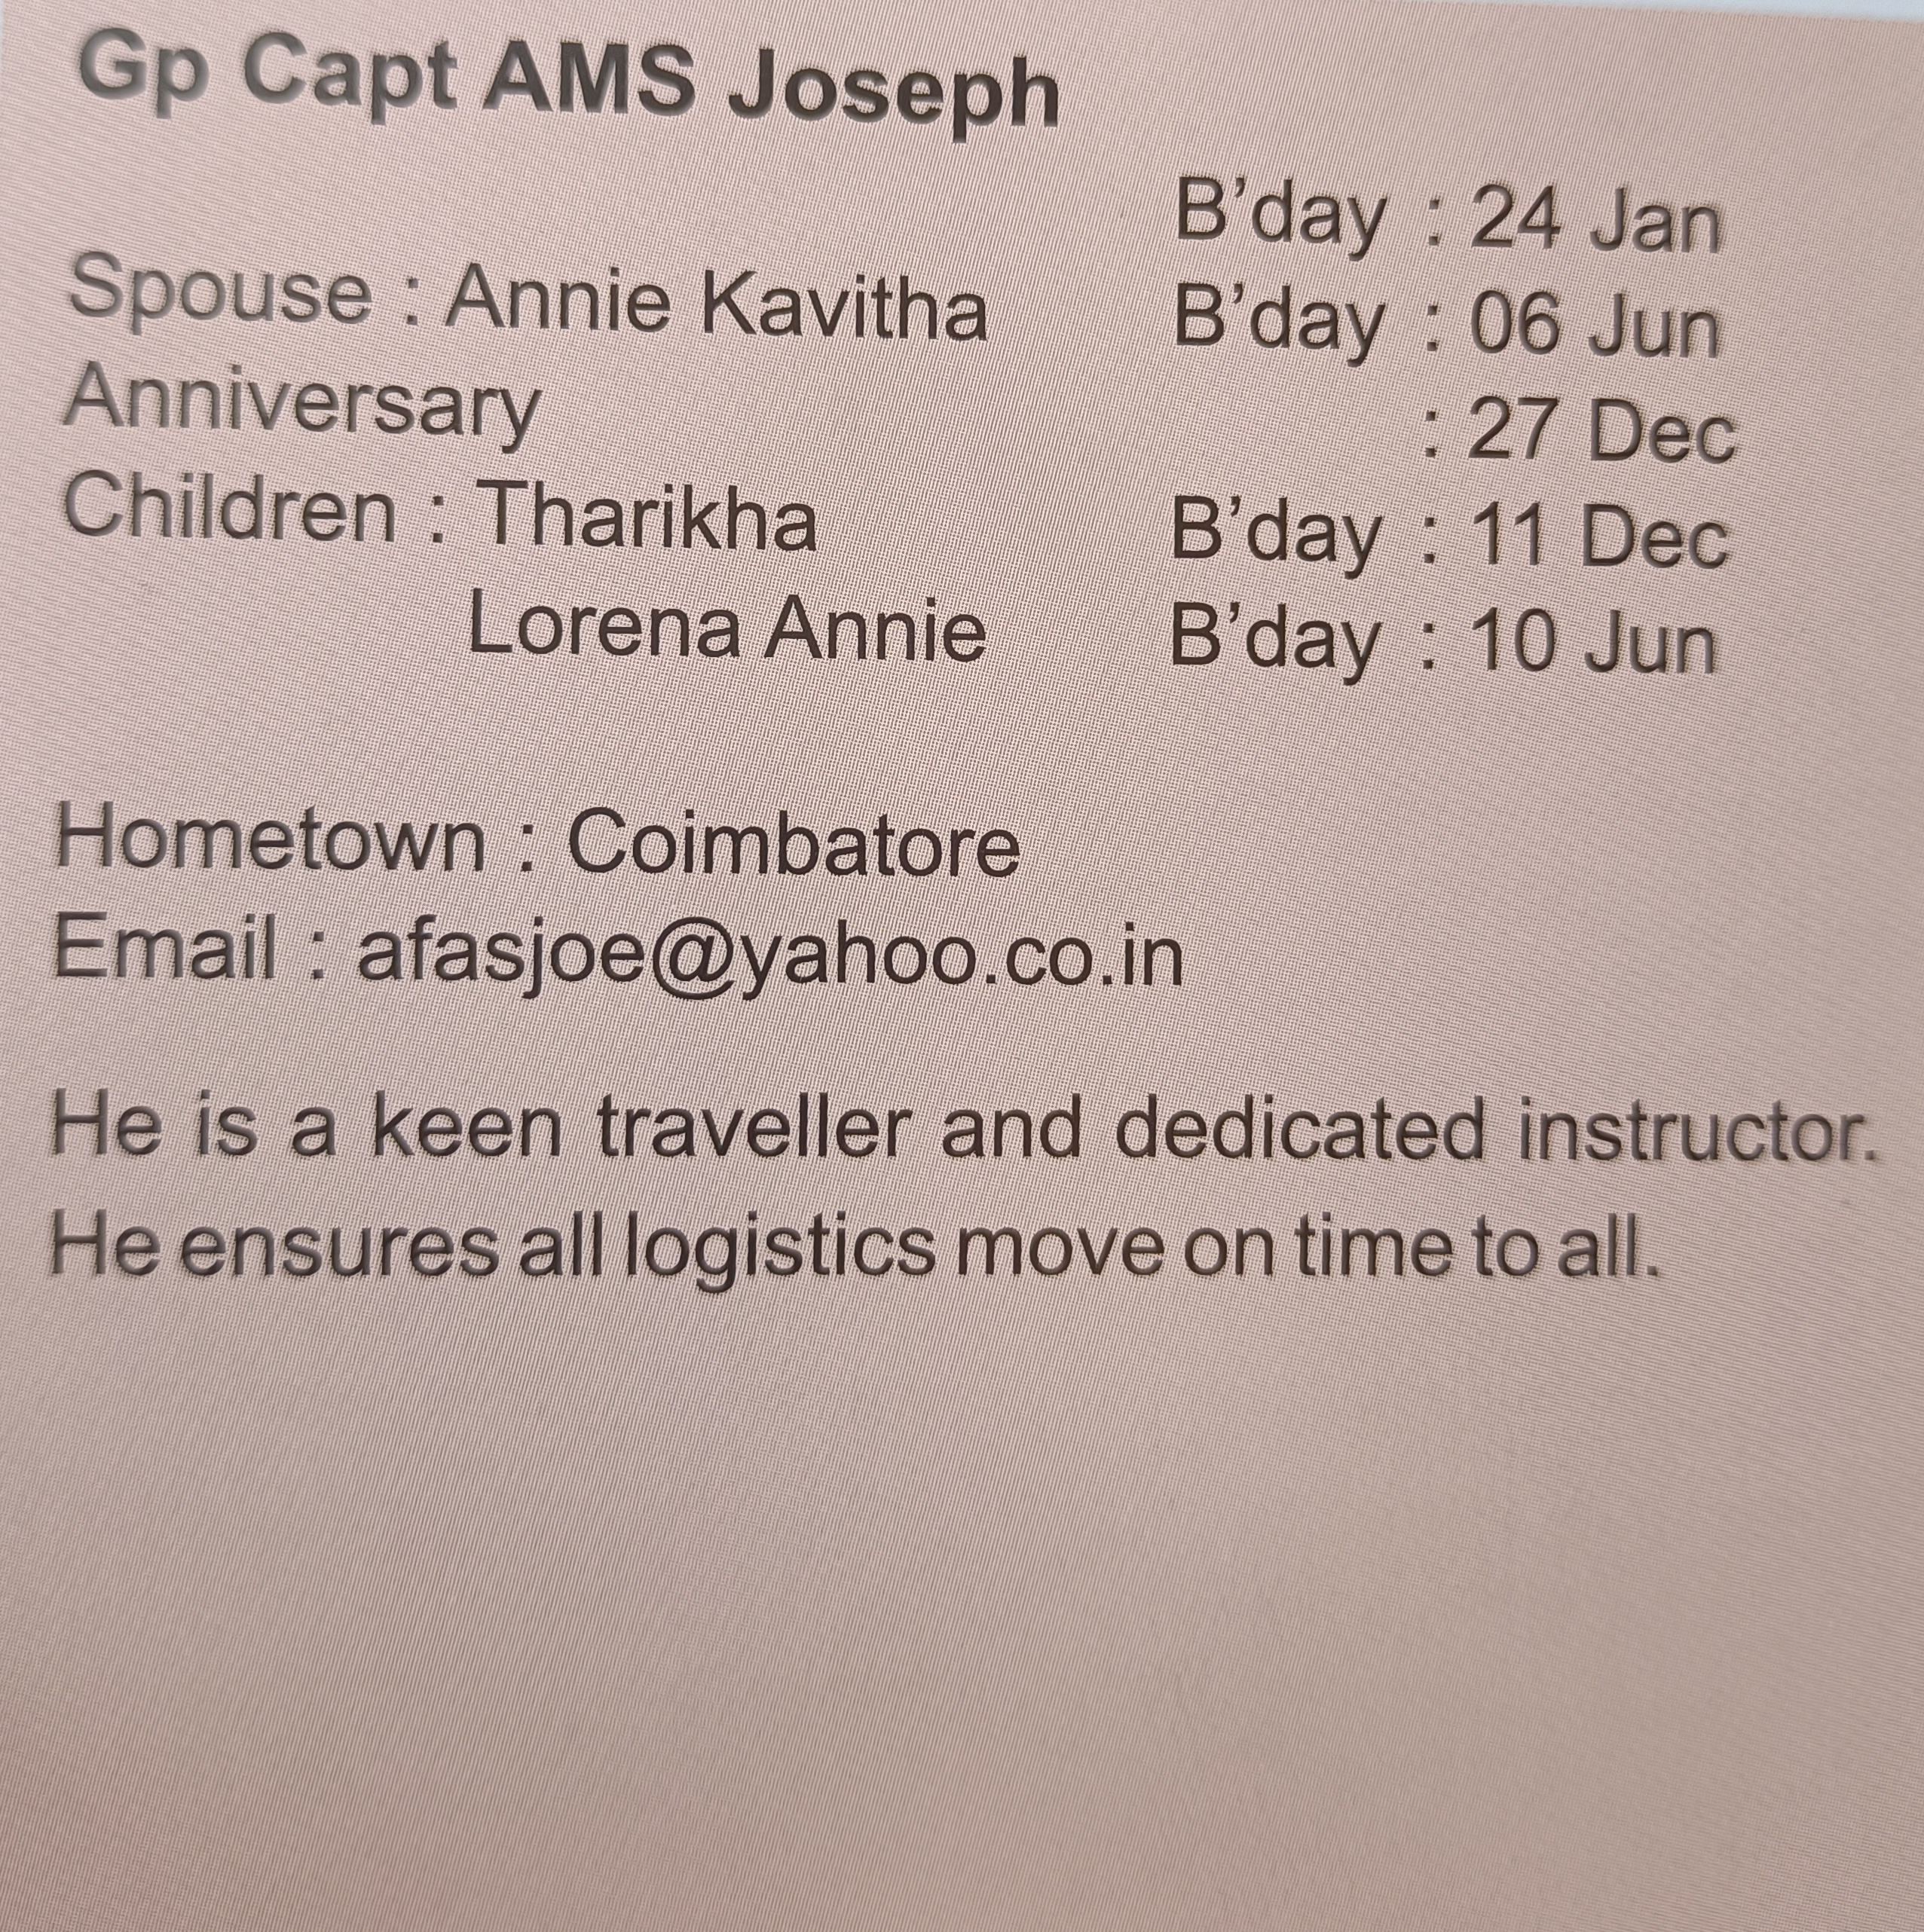 Gp Capt AMS Joseph
B'day : 24 Jan
Spouse : Annie Kavitha B'day : 06 Jun
Anniversary : 27 Dec
Children : Tharikha B'day : 11 Dec
Lorena Annie B'day : 10 Jun
Hometown : Coimbatore
Email : afasjoe@yahoo.co.in
He is a keen traveller and dedicated instructor.
He ensures all logistics move on time to all.